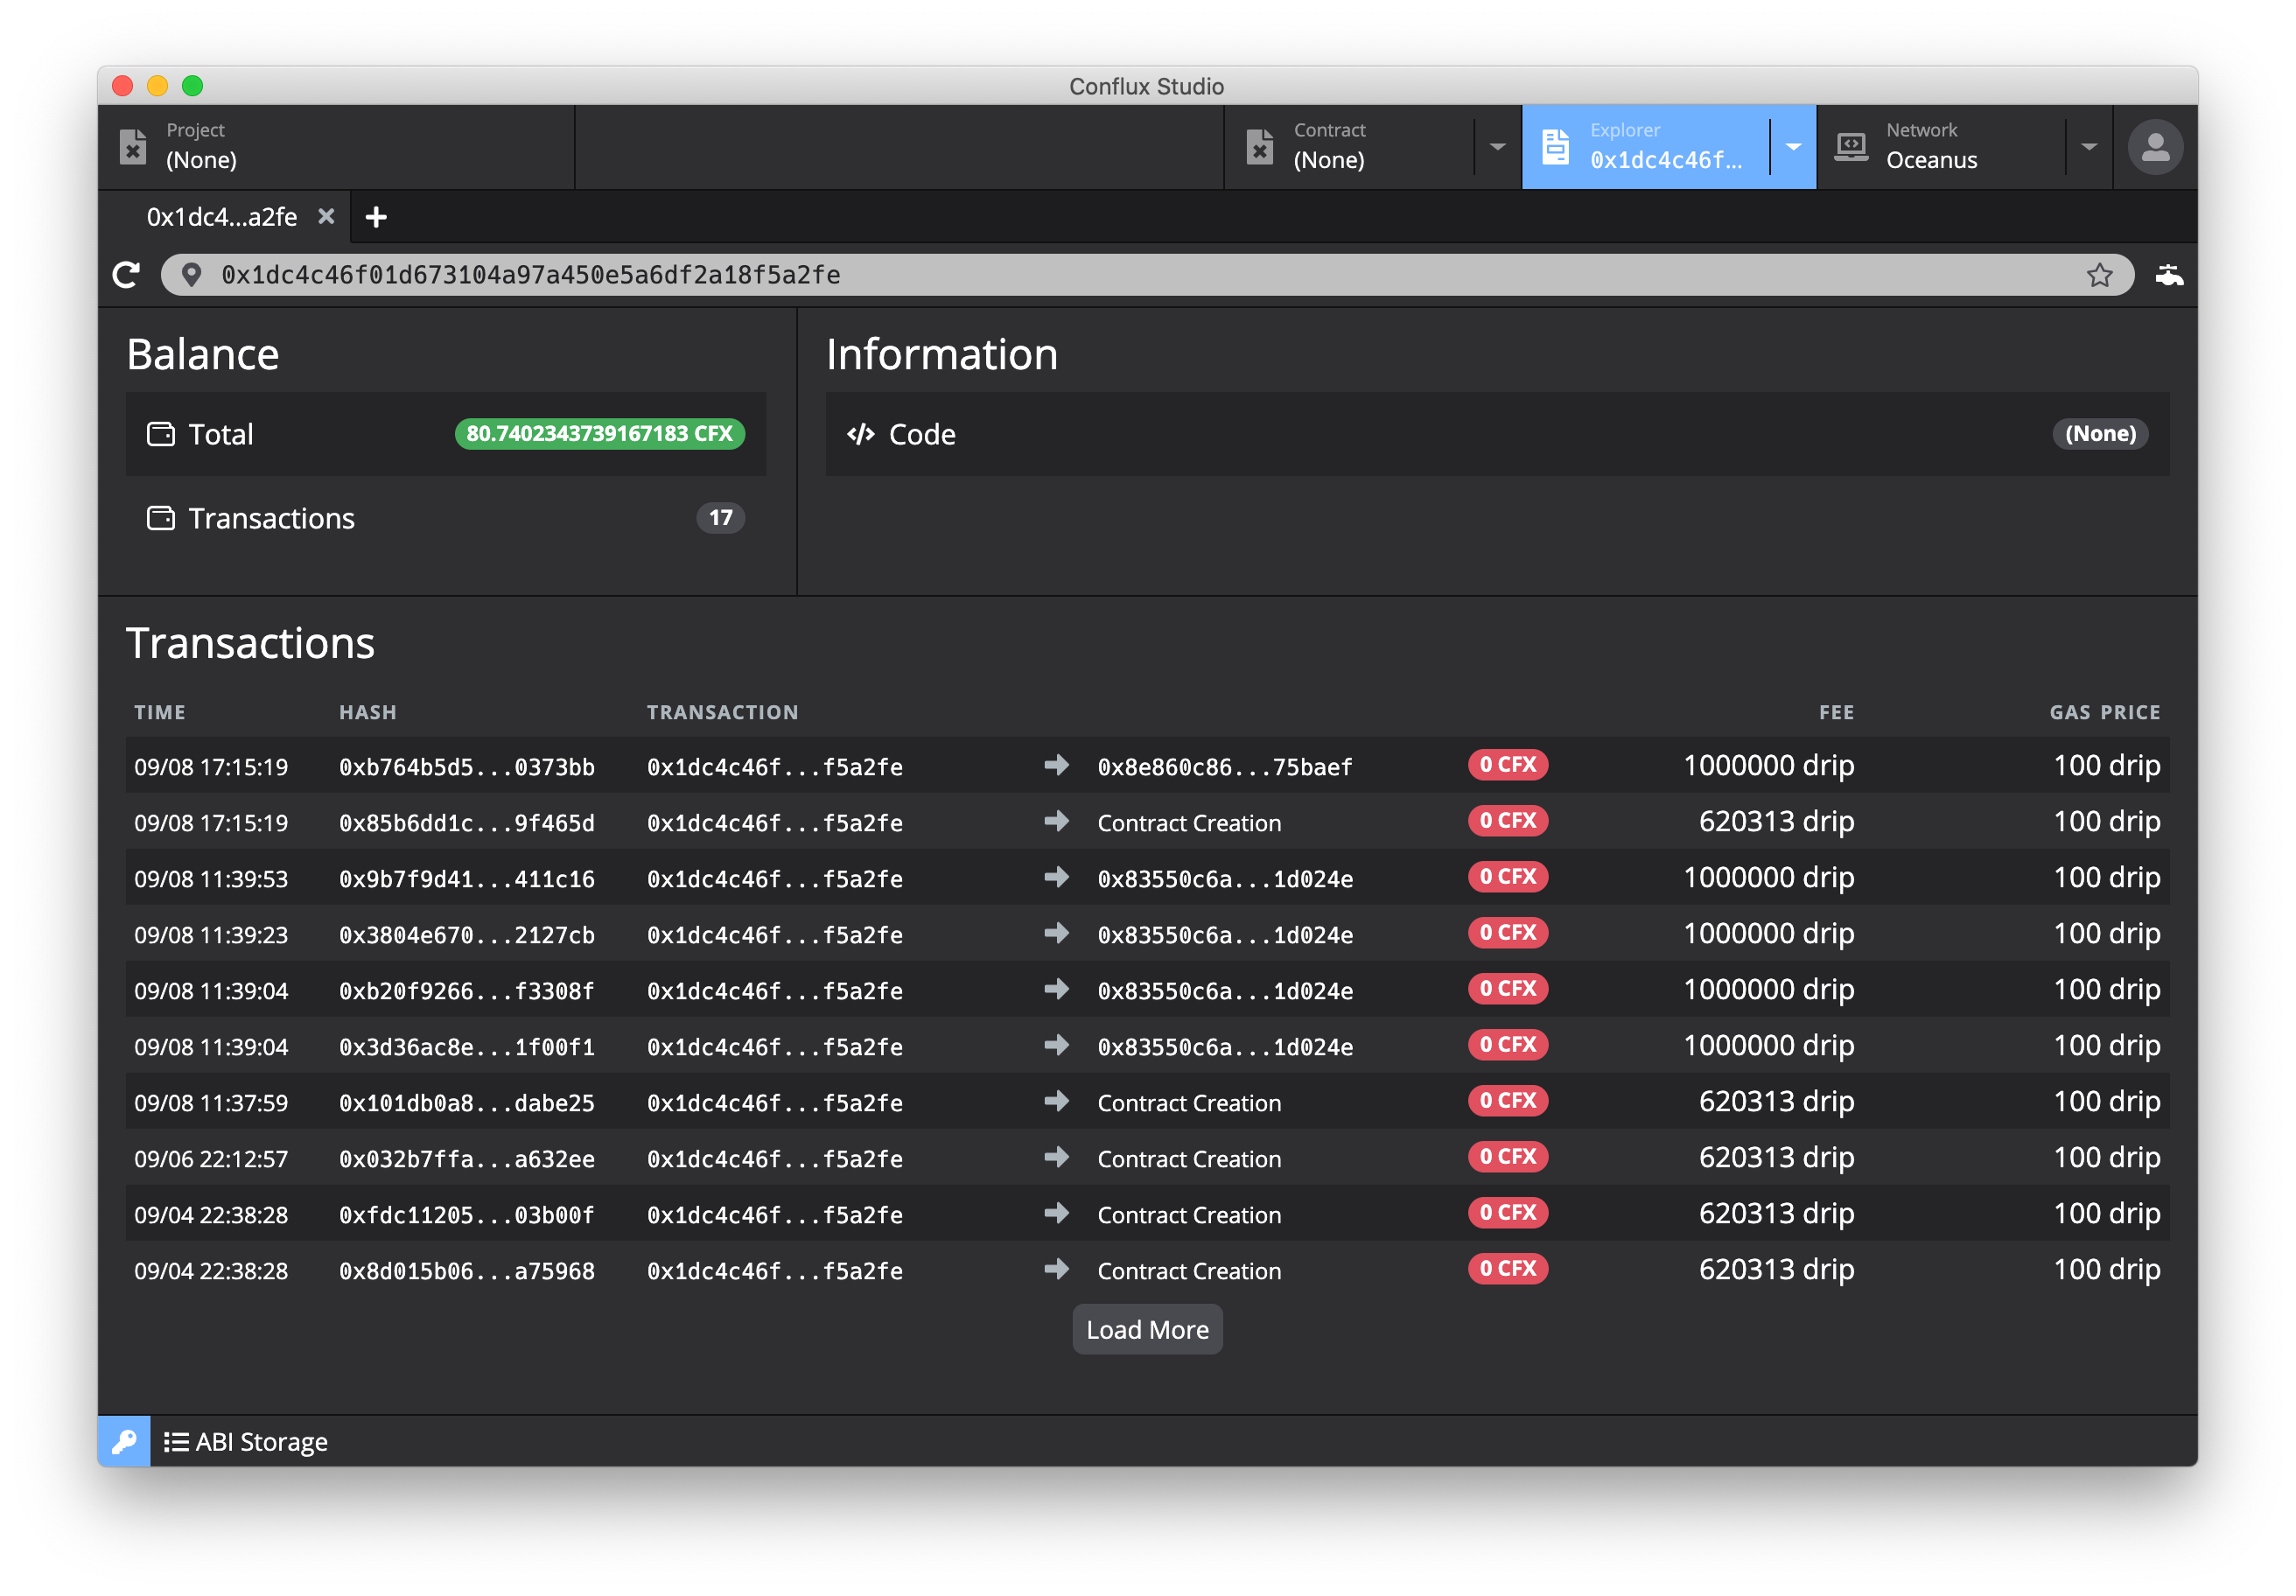 Conflux Studio
Project
(None)
Contract
(None)
Explorer
0x1dc4c46f...
Network
Oceanus
0x1dc4...a2fe
0x1dc4c46f01d673104a97a450e5a6df2a18f5a2fe
Balance
Total 80.7402343739167183 CFX
Transactions 17
Information
Code (None)
Transactions
TIME HASH TRANSACTION FEE GAS PRICE
09/08 17:15:19 0xb764b5d5...0373bb 0x1dc4c46f...f5a2fe 0x8e860c86...75baef 0 CFX 1000000 drip 100 drip
09/08 17:15:19 0x85b6dd1c...9f465d 0x1dc4c46f...f5a2fe Contract Creation 0 CFX 620313 drip 100 drip
09/08 11:39:53 0x9b7f9d41...411c16 0x1dc4c46f...f5a2fe 0x83550c6a...1d024e 0 CFX 1000000 drip 100 drip
09/08 11:39:23 0x3804e670...2127cb 0x1dc4c46f...f5a2fe 0x83550c6a...1d024e 0 CFX 1000000 drip 100 drip
09/08 11:39:04 0xb20f9266...f3308f 0x1dc4c46f...f5a2fe 0x83550c6a...1d024e 0 CFX 1000000 drip 100 drip
09/08 11:39:04 0x3d36ac8e...1f00f1 0x1dc4c46f...f5a2fe 0x83550c6a...1d024e 0 CFX 1000000 drip 100 drip
09/08 11:37:59 0x101db0a8...dabe25 0x1dc4c46f...f5a2fe Contract Creation 0 CFX 620313 drip 100 drip
09/06 22:12:57 0x032b7ffa...a632ee 0x1dc4c46f...f5a2fe Contract Creation 0 CFX 620313 drip 100 drip
09/04 22:38:28 0xfdc11205...03b00f 0x1dc4c46f...f5a2fe Contract Creation 0 CFX 620313 drip 100 drip
09/04 22:38:28 0x8d015b06...a75968 0x1dc4c46f...f5a2fe Contract Creation 0 CFX 620313 drip 100 drip
Load More
ABI Storage